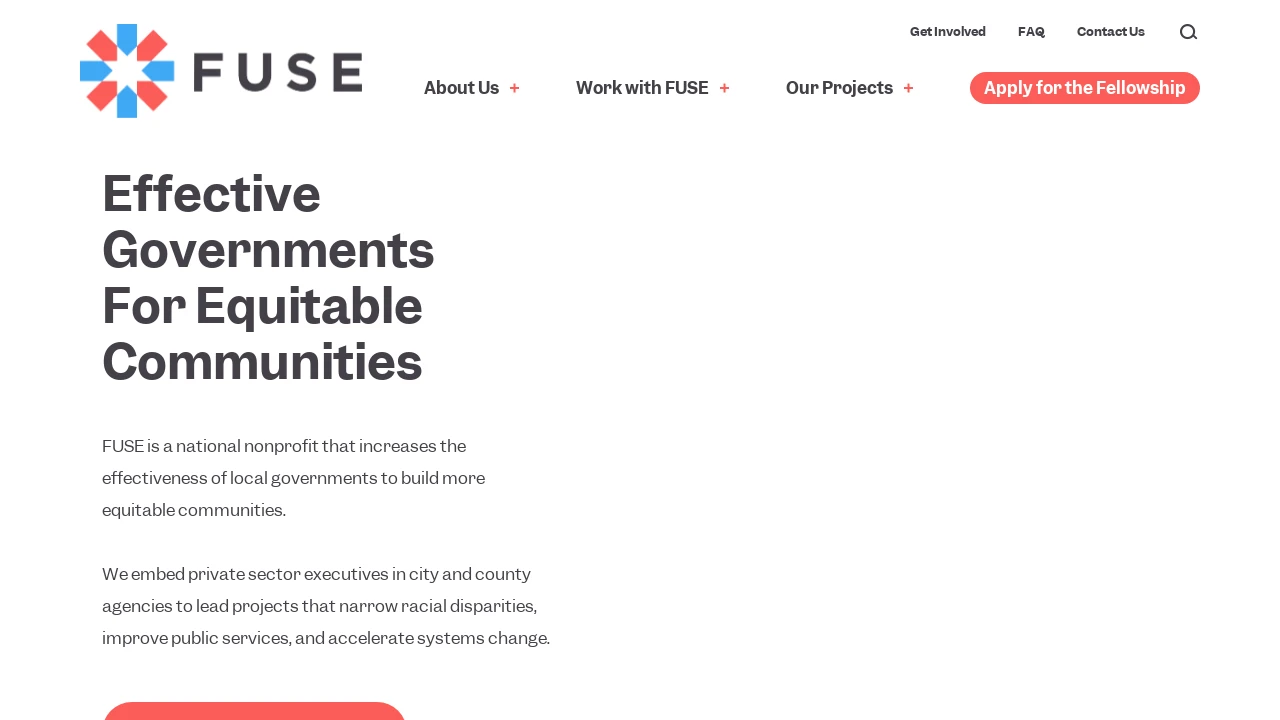 FUSE
Get Involved
FAQ
Contact Us
About Us +
Work with FUSE +
Our Projects +
Apply for the Fellowship
Effective
Governments
For Equitable
Communities
FUSE is a national nonprofit that increases the
effectiveness of local governments to build more
equitable communities.
We embed private sector executives in city and county
agencies to lead projects that narrow racial disparities,
improve public services, and accelerate systems change.